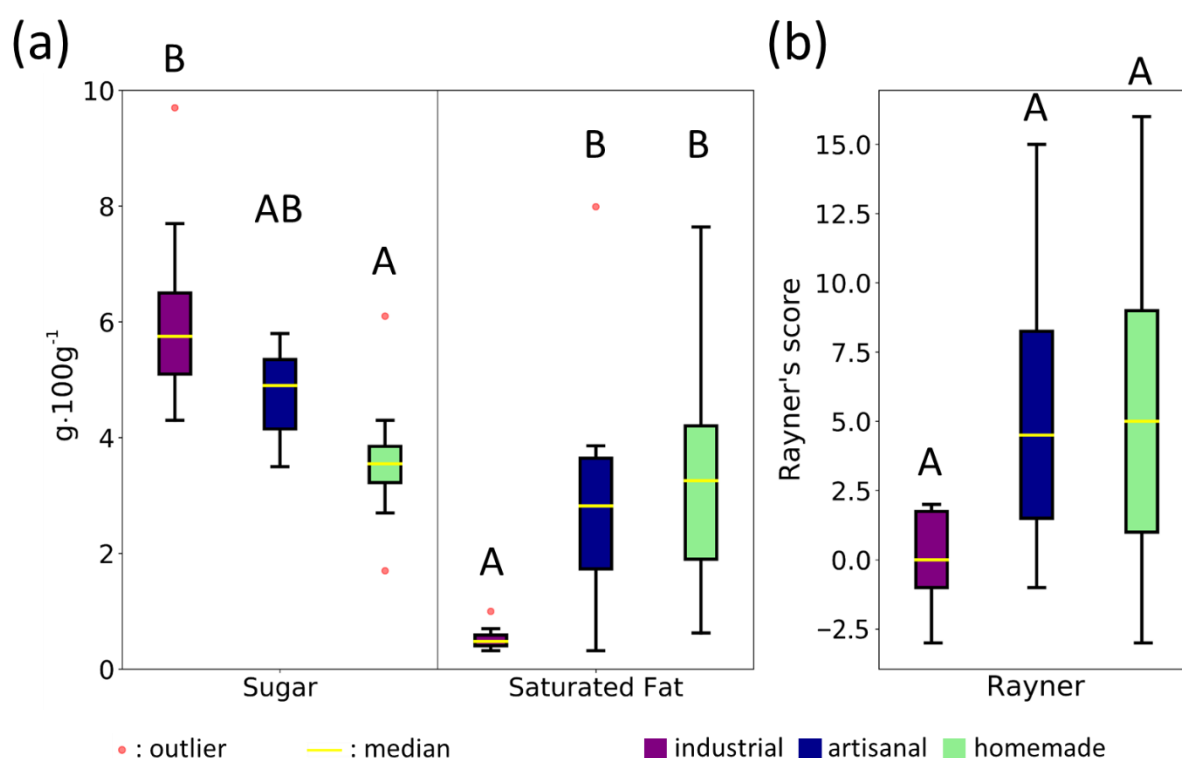 (a)
B
AB
A
A
B
B
10
8
6
4
2
0
g·100g⁻¹
Sugar
Saturated Fat
(b)
A
A
A
15.0
12.5
10.0
7.5
5.0
2.5
0.0
−2.5
Rayner's score
Rayner
: outlier
: median
industrial
artisanal
homemade